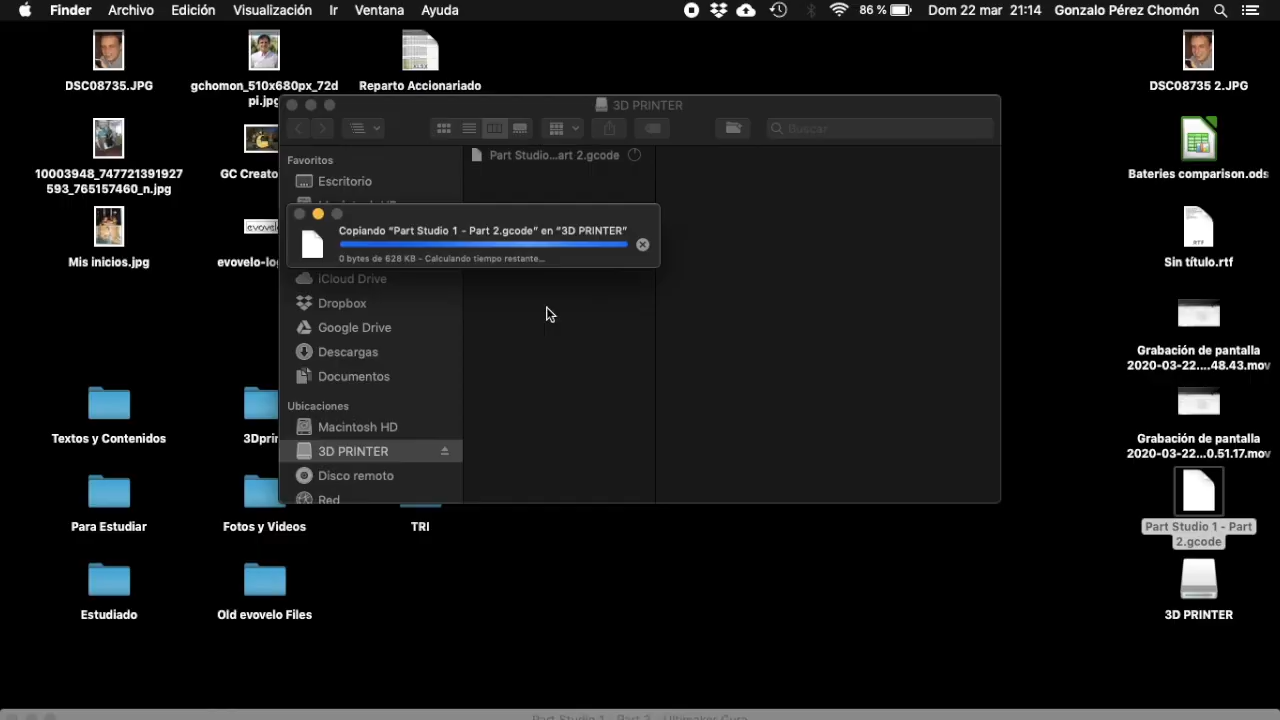 Finder Archivo Edición Visualización Ir Ventana Ayuda 86 % Dom 22 mar 21:14 Gonzalo Pérez Chomón
DSC08735.JPG
gchomon_510x680px_72d
pi.jpg
Reparto Accionariado
XLSX
DSC08735 2.JPG
3D PRINTER
Buscar
Favoritos
Part Studio...art 2.gcode
Escritorio
10003948_747721391927
593_765157460_n.jpg
GC Creato
Bateries comparison.ods
Copiando “Part Studio 1 - Part 2.gcode” en “3D PRINTER”
0 bytes de 628 KB - Calculando tiempo restante...
Mis inicios.jpg
evovelo
evovelo-log
RTF
Sin título.rtf
iCloud Drive
Dropbox
Google Drive
Descargas
Documentos
Grabación de pantalla
2020-03-22....48.43.mov
Ubicaciones
Macintosh HD
3D PRINTER
Disco remoto
Red
Textos y Contenidos
3Dprin
Grabación de pantalla
2020-03-22...0.51.17.mov
Para Estudiar
Fotos y Videos
TRI
Part Studio 1 - Part
2.gcode
Estudiado
Old evovelo Files
3D PRINTER